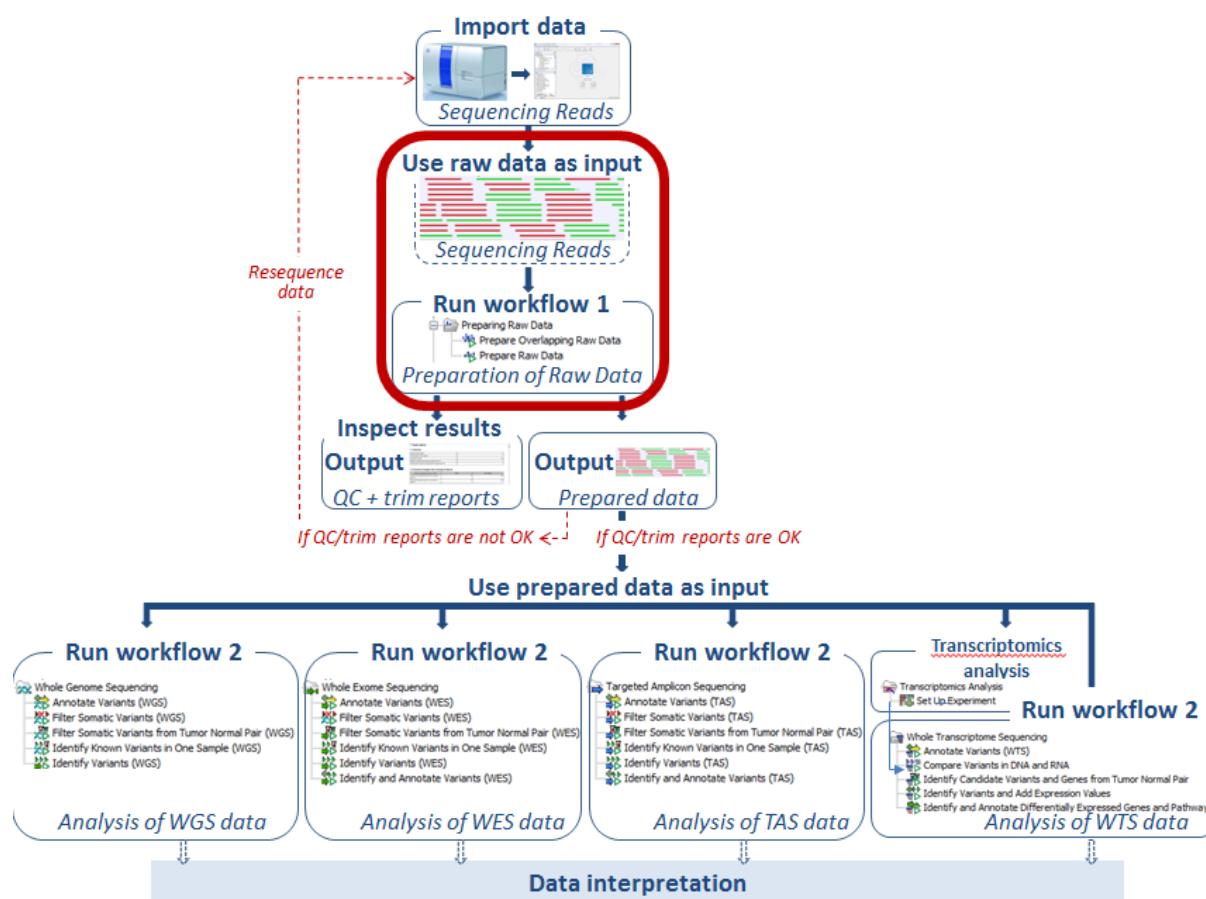 Import data
Sequencing Reads
Use raw data as input
Sequencing Reads
Resequence
data
Run workflow 1
Preparing Raw Data
Prepare Overlapping Raw Data
Prepare Raw Data
Preparation of Raw Data
Inspect results
Output
QC + trim reports
Output
Prepared data
If QC/trim reports are not OK
If QC/trim reports are OK
Use prepared data as input
Run workflow 2
Whole Genome Sequencing
Annotate Variants (WGS)
Filter Somatic Variants (WGS)
Filter Somatic Variants from Tumor Normal Pair (WGS)
Identify Known Variants in One Sample (WGS)
Identify Variants (WGS)
Analysis of WGS data
Run workflow 2
Whole Exome Sequencing
Annotate Variants (WES)
Filter Somatic Variants (WES)
Filter Somatic Variants from Tumor Normal Pair (WES)
Identify Known Variants in One Sample (WES)
Identify Variants (WES)
Identify and Annotate Variants (WES)
Analysis of WES data
Run workflow 2
Targeted Amplicon Sequencing
Annotate Variants (TAS)
Filter Somatic Variants (TAS)
Filter Somatic Variants from Tumor Normal Pair (TAS)
Identify Known Variants in One Sample (TAS)
Identify Variants (TAS)
Identify and Annotate Variants (TAS)
Analysis of TAS data
Transcriptomics
analysis
Transcriptomics Analysis
Set Up Experiment
Run workflow 2
Whole Transcriptome Sequencing
Annotate Variants (WTS)
Compare Variants in DNA and RNA
Identify Candidate Variants and Genes from Tumor Normal Pair
Identify Variants and Add Expression Values
Identify and Annotate Differentially Expressed Genes and Pathway
Analysis of WTS data
Data interpretation